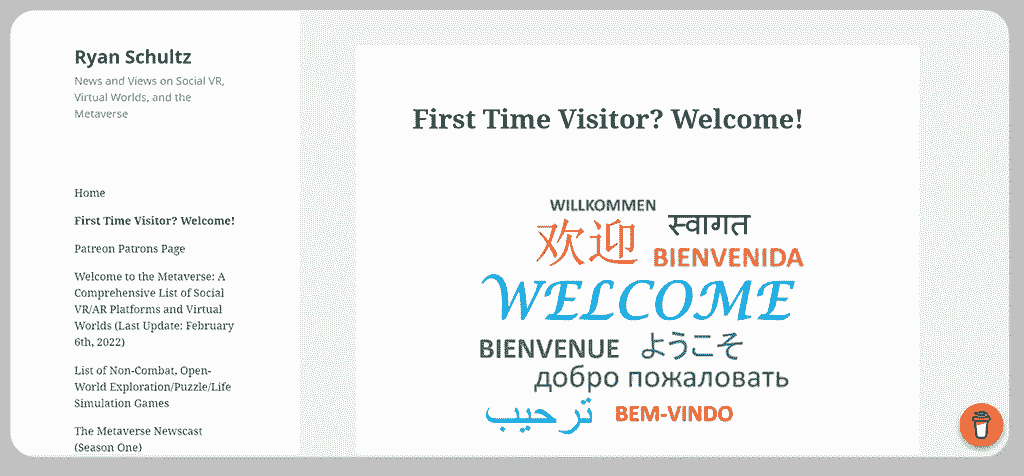 Ryan Schultz
News and Views on Social VR,
Virtual Worlds, and the
Metaverse
Home
First Time Visitor? Welcome!
Patreon Patrons Page
Welcome to the Metaverse: A
Comprehensive List of Social
VR/AR Platforms and Virtual
Worlds (Last Update: February
6th, 2022)
List of Non-Combat, Open-
World Exploration/Puzzle/Life
Simulation Games
The Metaverse Newscast
(Season One)
First Time Visitor? Welcome!
WILLKOMMEN
欢迎 स्वागत
BIENVENIDA
WELCOME
BIENVENUE ようこそ
добро пожаловать
ترحيب BEM-VINDO